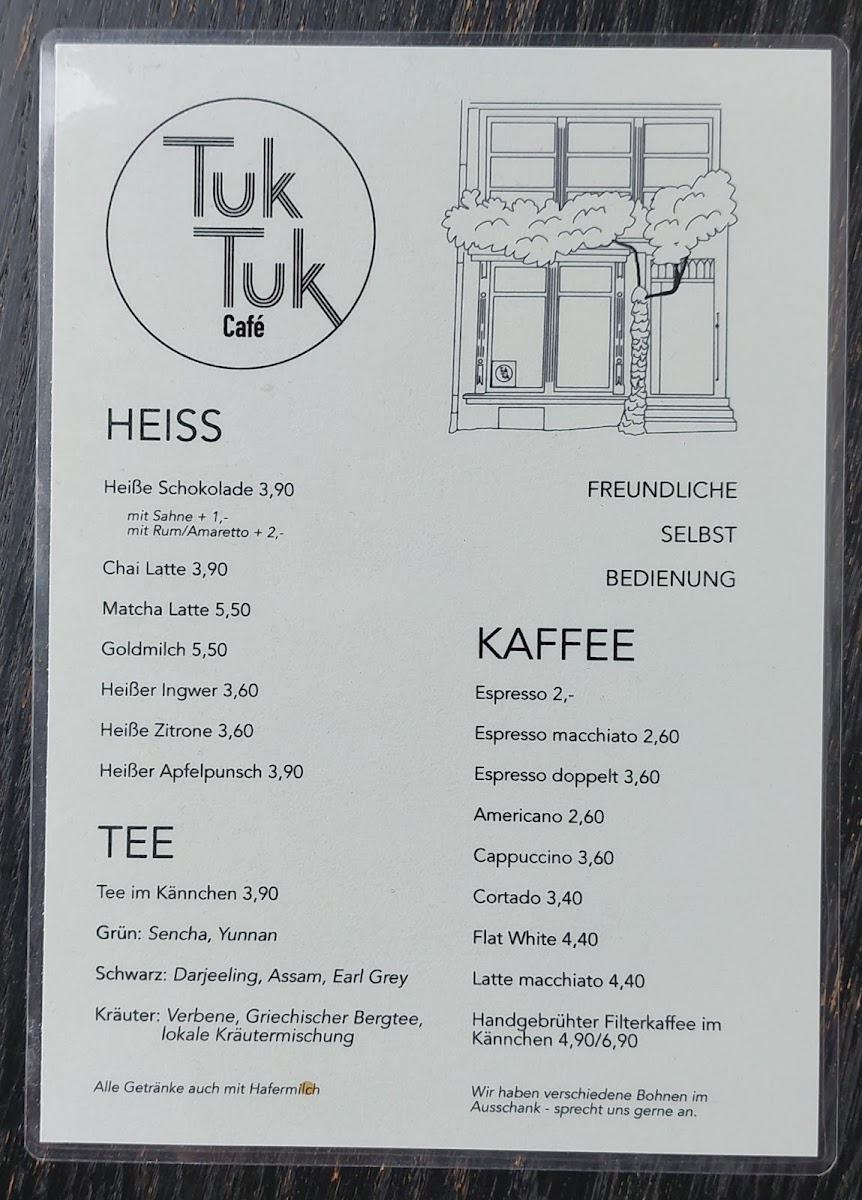 Tuk
Tuk
Café
HEISS
Heiße Schokolade 3,90
mit Sahne + 1,-
mit Rum/Amaretto + 2,-
Chai Latte 3,90
Matcha Latte 5,50
Goldmilch 5,50
Heißer Ingwer 3,60
Heiße Zitrone 3,60
Heißer Apfelpunsch 3,90
TEE
Tee im Kännchen 3,90
Grün: Sencha, Yunnan
Schwarz: Darjeeling, Assam, Earl Grey
Kräuter: Verbene, Griechischer Bergtee,
lokale Kräutermischung
Alle Getränke auch mit Hafermilch
FREUNDLICHE
SELBST
BEDIENUNG
KAFFEE
Espresso 2,-
Espresso macchiato 2,60
Espresso doppelt 3,60
Americano 2,60
Cappuccino 3,60
Cortado 3,40
Flat White 4,40
Latte macchiato 4,40
Handgebrühter Filterkaffee im
Kännchen 4,90/6,90
Wir haben verschiedene Bohnen im
Ausschank - sprecht uns gerne an.